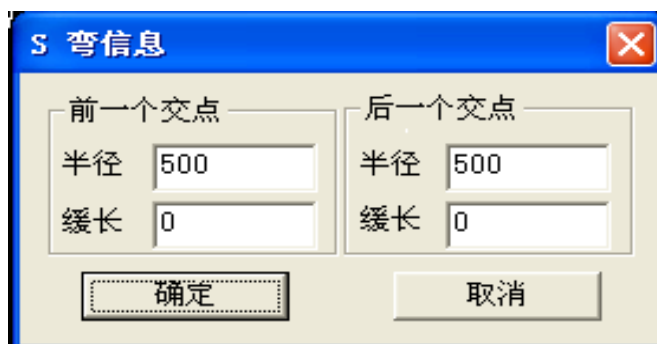 S 弯信息
前一个交点 后一个交点
半径 500 半径 500
缓长 0 缓长 0
确定 取消